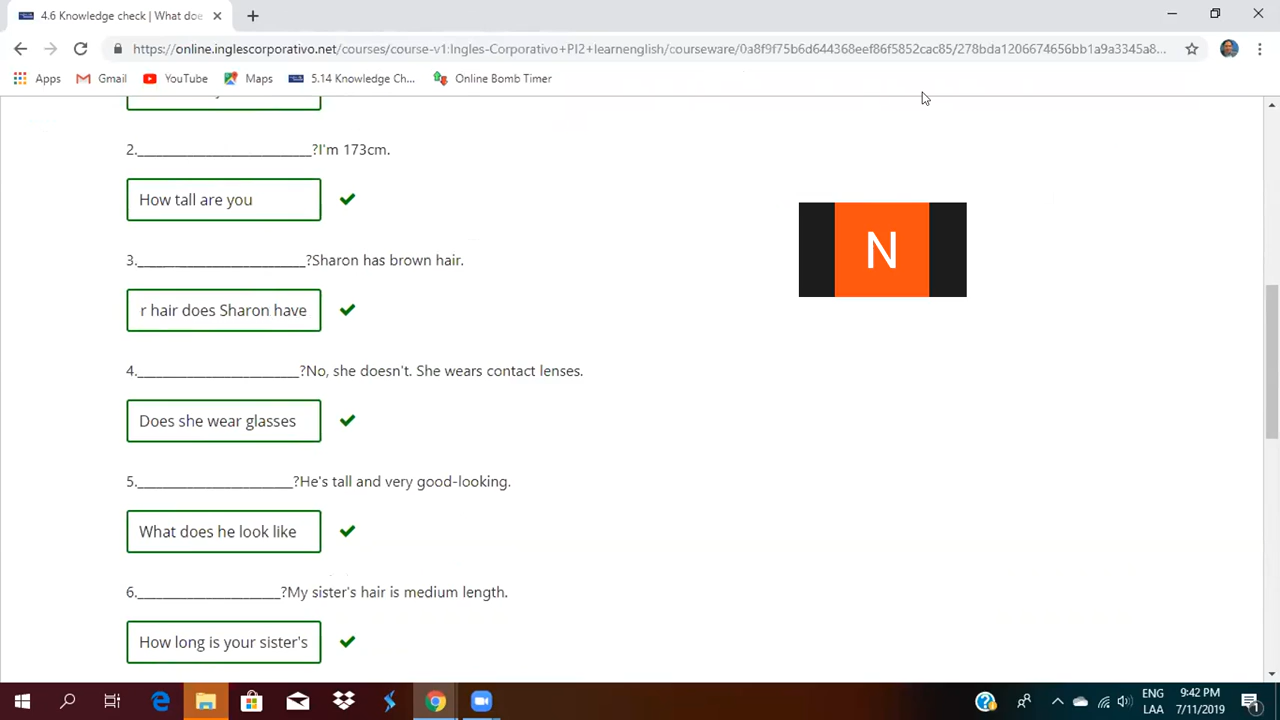 4.6 Knowledge check | What doe
https://online.inglescorporativo.net/courses/course-v1:Ingles-Corporativo+PI2+learnenglish/courseware/0a8f9f75b6d644368eef86f5852cac85/278bda1206674656bb1a9a3345a8...
Apps Gmail YouTube Maps 5.14 Knowledge Ch... Online Bomb Timer
2.__________________________?I'm 173cm.
How tall are you
3._________________________?Sharon has brown hair.
r hair does Sharon have
N
4.________________________?No, she doesn't. She wears contact lenses.
Does she wear glasses
5._______________________?He's tall and very good-looking.
What does he look like
6._____________________?My sister's hair is medium length.
How long is your sister's
ENG 9:42 PM
LAA 7/11/2019